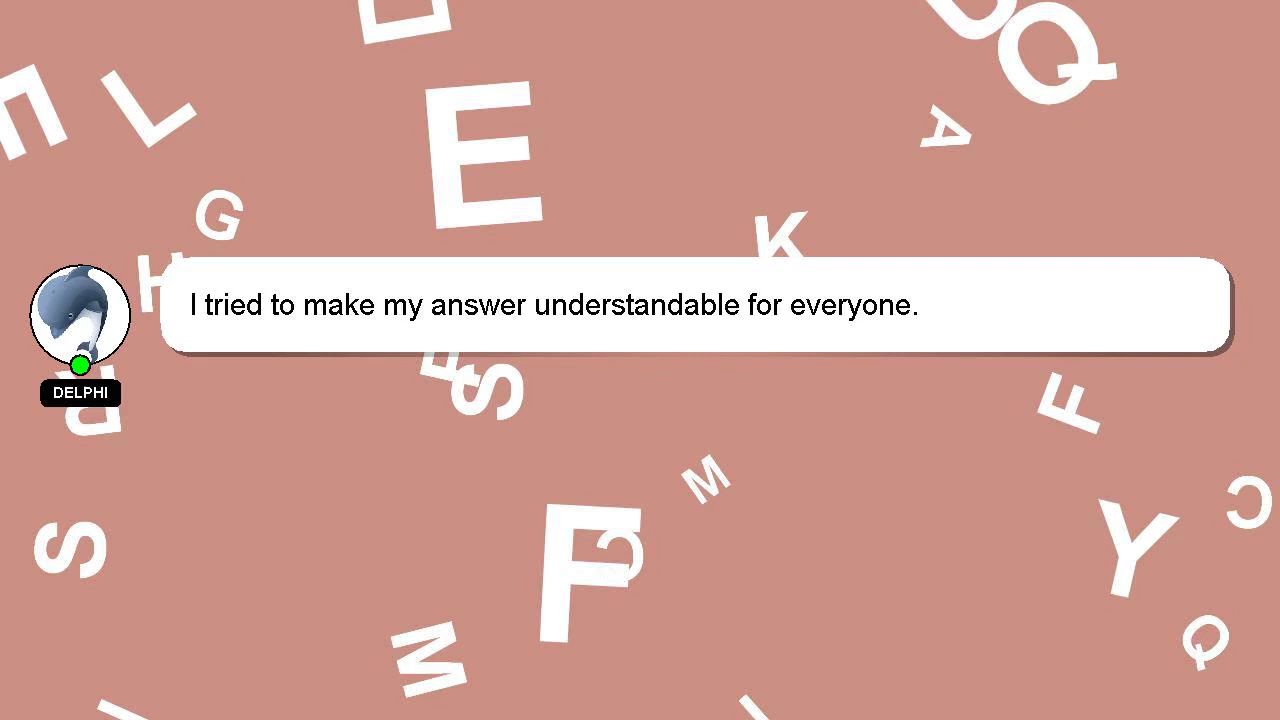 I tried to make my answer understandable for everyone.
DELPHI
E
L
G
H
E
Q
A
K
R
E
S
F
M
S
F
C
Y
C
Q
M